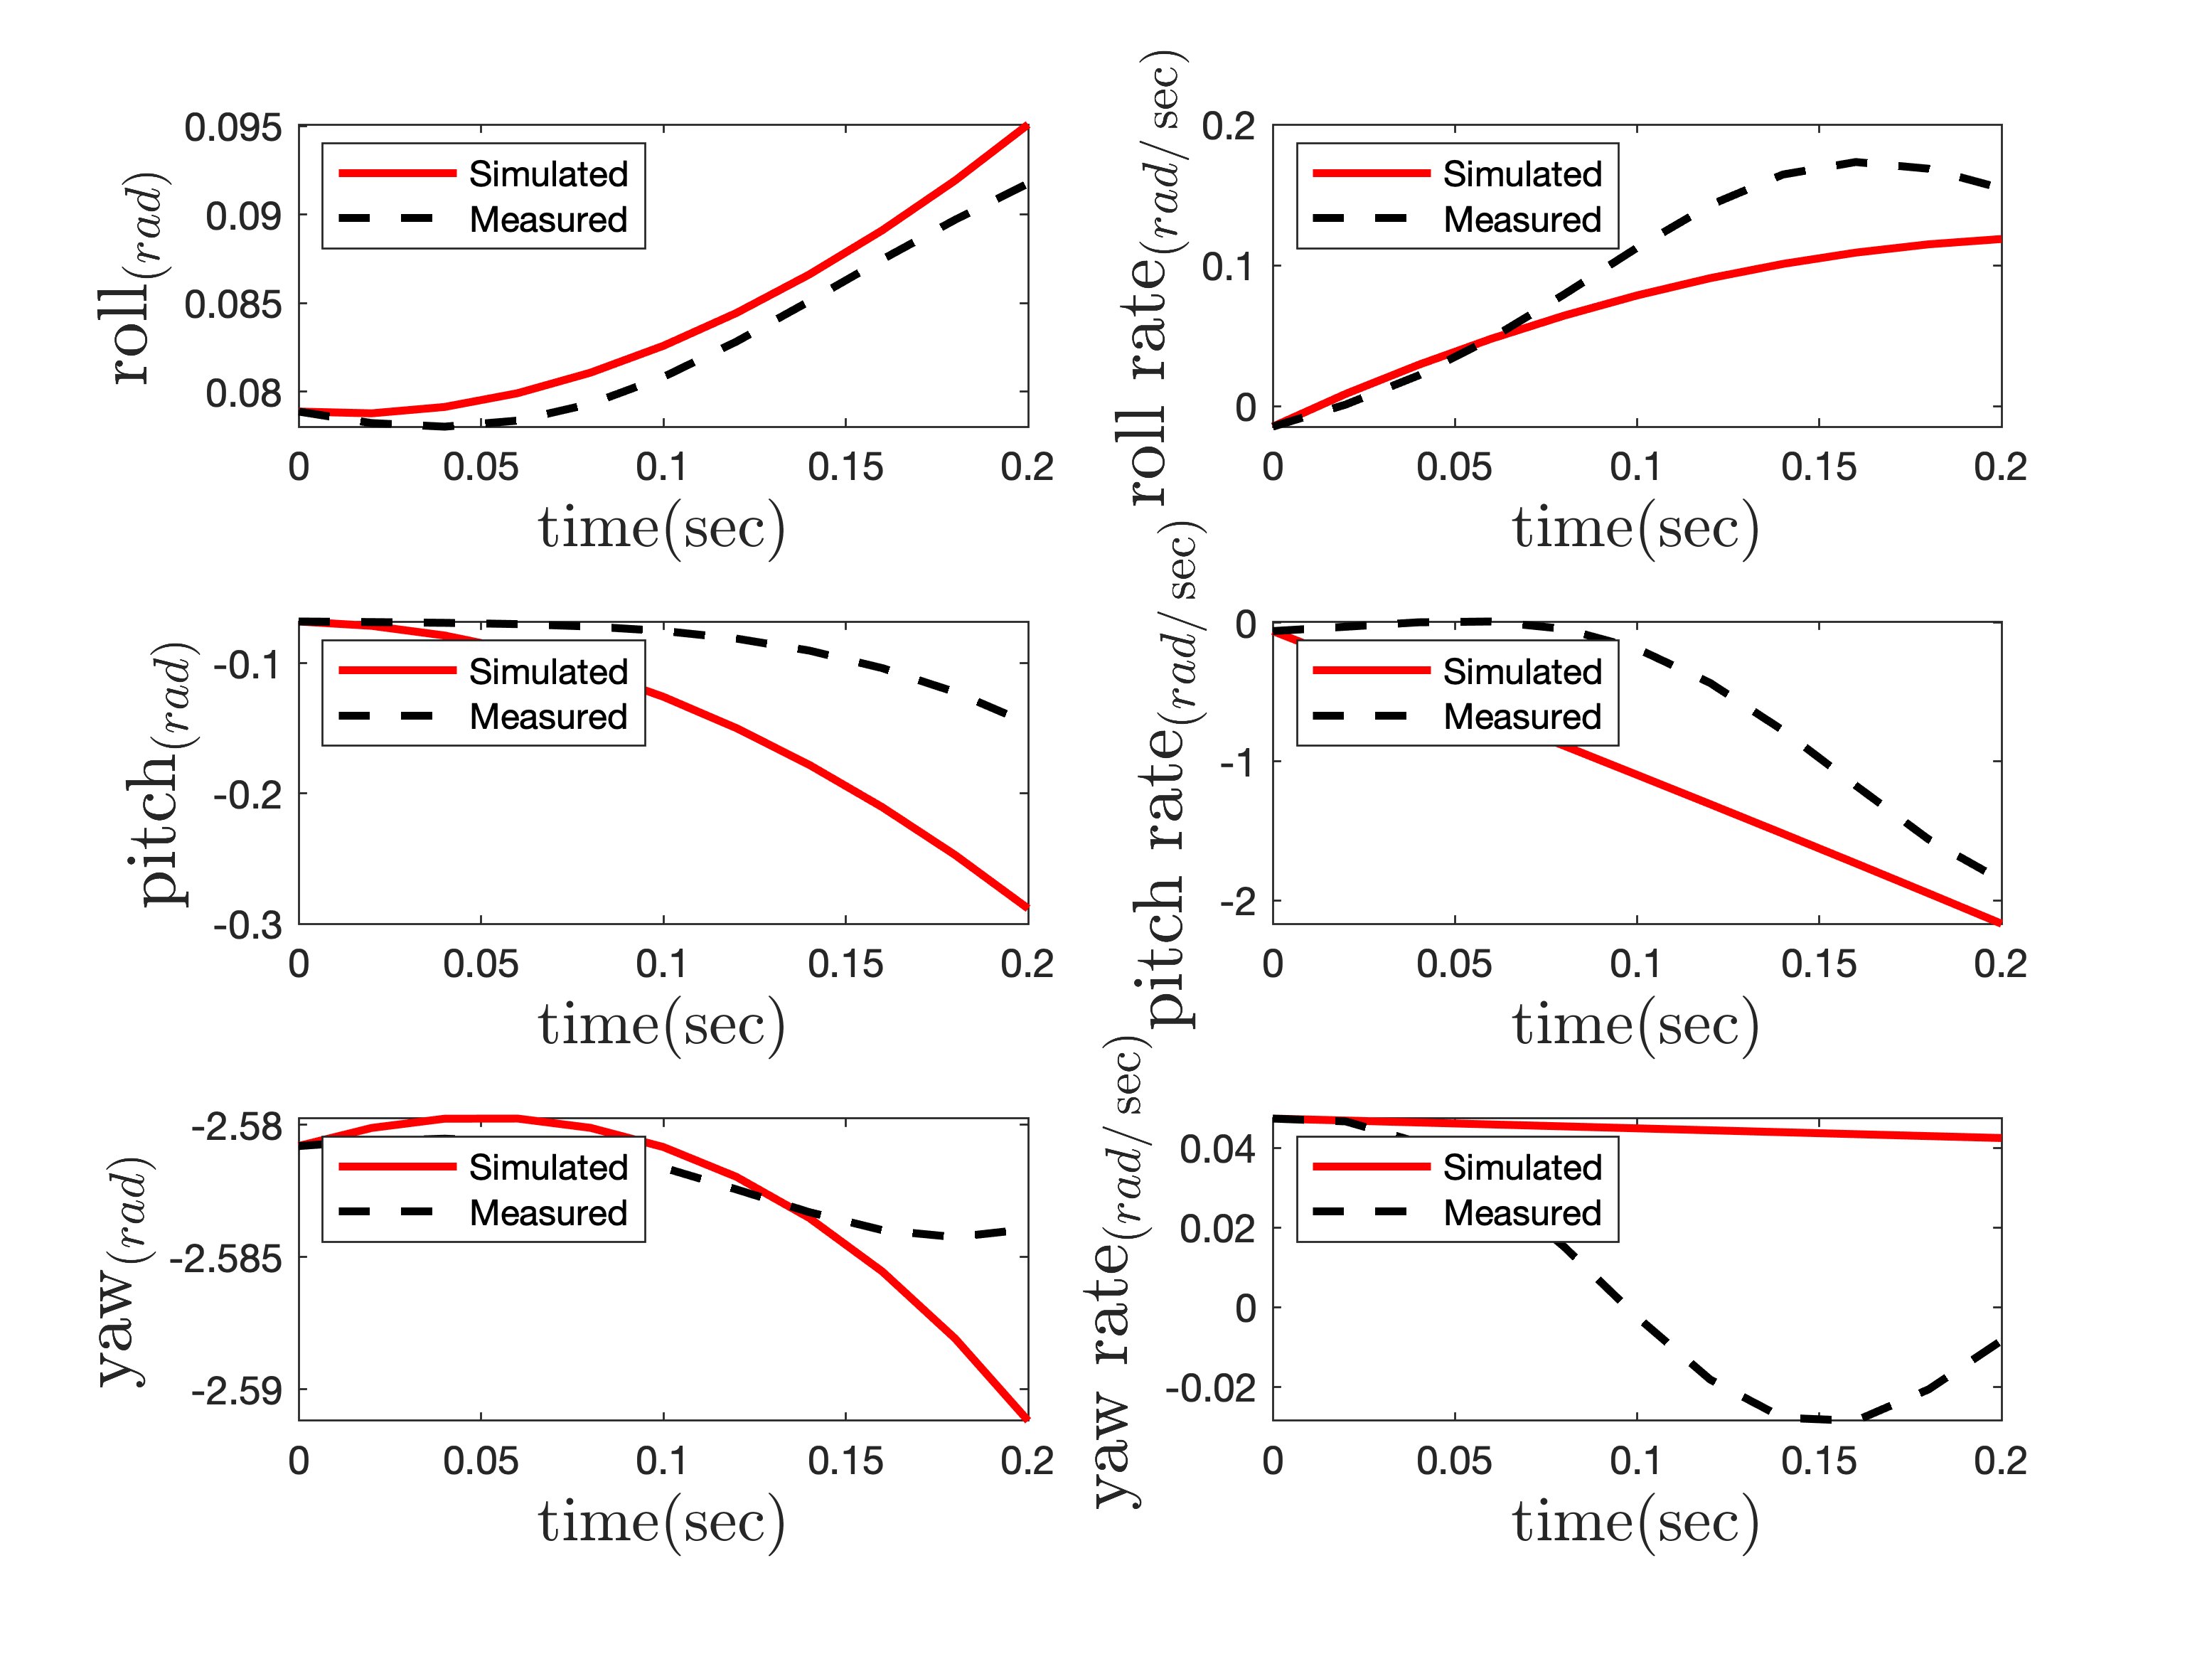 roll(rad)
0.095
0.09
0.085
0.08
Simulated
Measured
0 0.05 0.1 0.15 0.2
time(sec)
roll rate(rad/ sec)
0.2
0.1
0
Simulated
Measured
0 0.05 0.1 0.15 0.2
time(sec)
pitch(rad)
-0.1
-0.2
-0.3
Simulated
Measured
0 0.05 0.1 0.15 0.2
time(sec)
pitch rate(rad/ sec)
0
-1
-2
Simulated
Measured
0 0.05 0.1 0.15 0.2
time(sec)
yaw(rad)
-2.58
-2.585
-2.59
Simulated
Measured
0 0.05 0.1 0.15 0.2
time(sec)
yaw rate(rad/ sec)
0.04
0.02
0
-0.02
Simulated
Measured
0 0.05 0.1 0.15 0.2
time(sec)